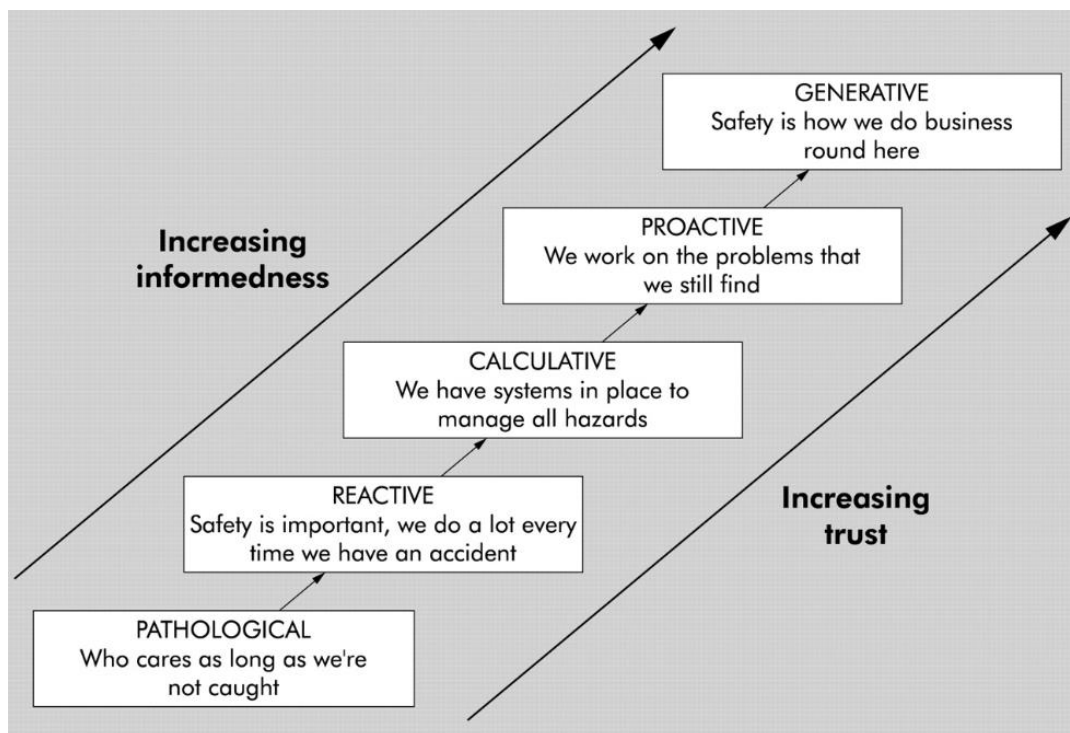 GENERATIVE
Safety is how we do business
round here
PROACTIVE
We work on the problems that
we still find
Increasing
informedness
CALCULATIVE
We have systems in place to
manage all hazards
REACTIVE
Safety is important, we do a lot every
time we have an accident
Increasing
trust
PATHOLOGICAL
Who cares as long as we're
not caught